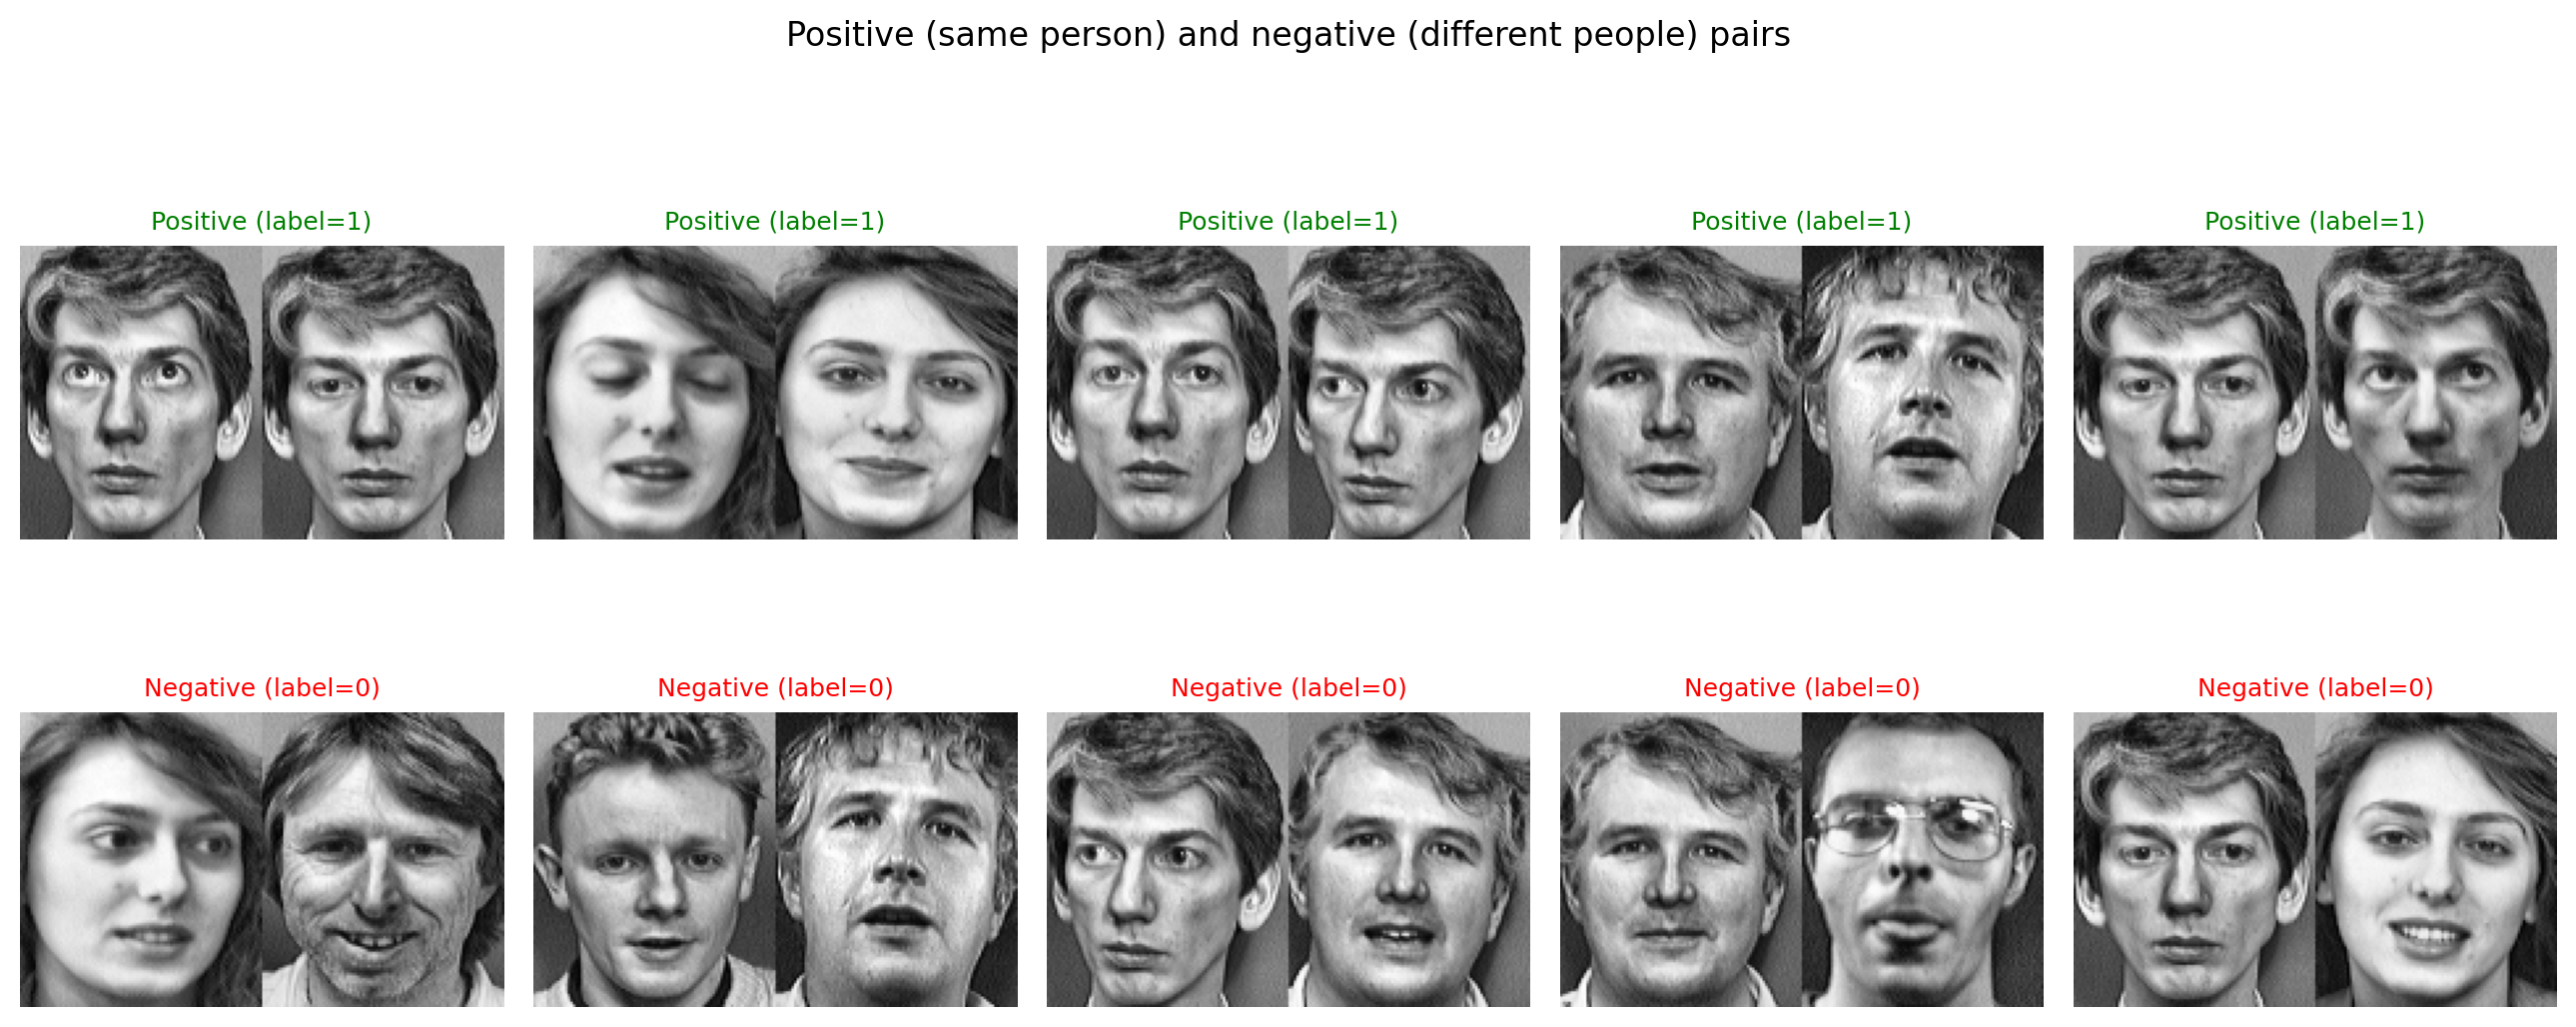 Positive (same person) and negative (different people) pairs
Positive (label=1) Positive (label=1) Positive (label=1) Positive (label=1) Positive (label=1)
Negative (label=0) Negative (label=0) Negative (label=0) Negative (label=0) Negative (label=0)